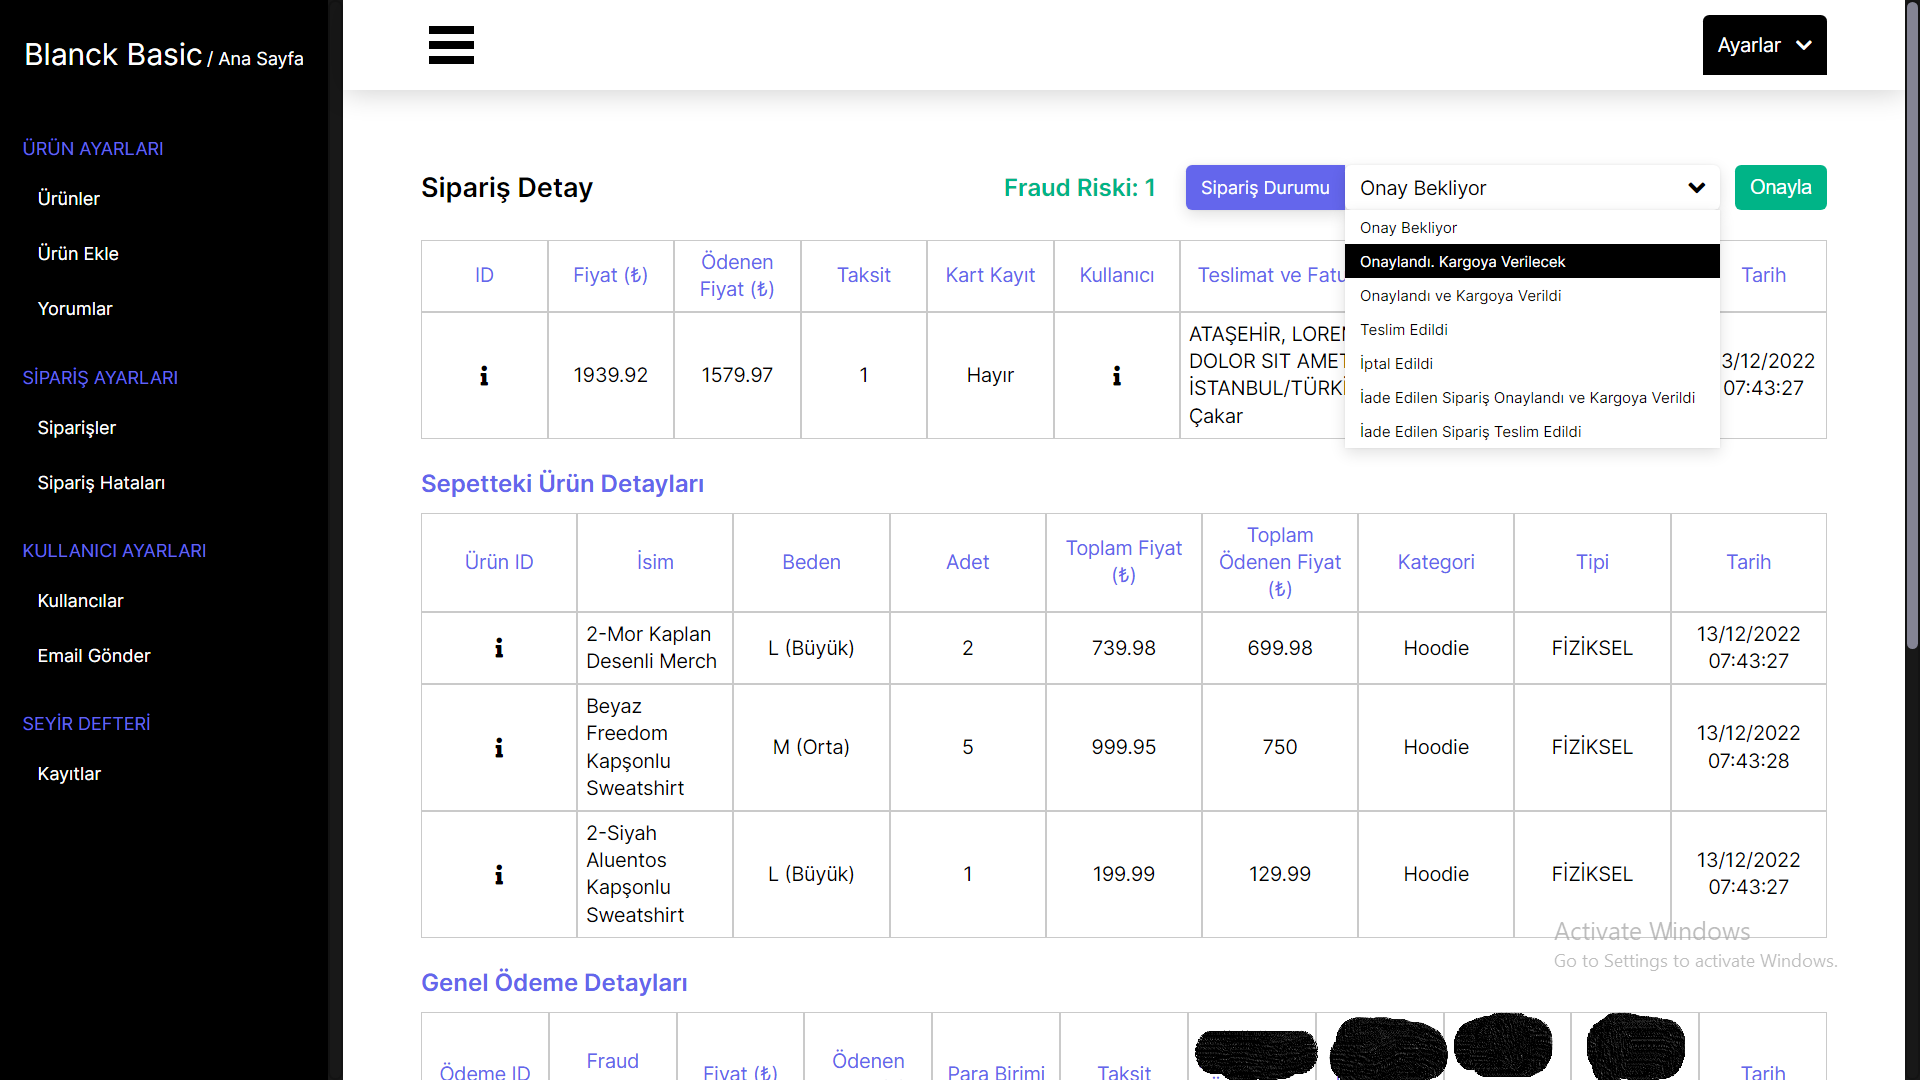 Blanck Basic / Ana Sayfa
Ayarlar
ÜRÜN AYARLARI
Ürünler
Ürün Ekle
Yorumlar
SİPARİŞ AYARLARI
Siparişler
Sipariş Hataları
KULLANICI AYARLARI
Kullancılar
Email Gönder
SEYİR DEFTERİ
Kayıtlar
Sipariş Detay
Fraud Riski: 1
Sipariş Durumu
Onay Bekliyor
Onayla
Onay Bekliyor
Onaylandı. Kargoya Verilecek
Onaylandı ve Kargoya Verildi
Teslim Edildi
İptal Edildi
İade Edilen Sipariş Onaylandı ve Kargoya Verildi
İade Edilen Sipariş Teslim Edildi
ID
Fiyat (₺)
Ödenen
Fiyat (₺)
Taksit
Kart Kayıt
Kullanıcı
Teslimat ve
Tarih
1939.92
1579.97
1
Hayır
ATAŞEHİR,
DOLOR SIT AMET
Çakar
3/12/2022
07:43:27
Sepetteki Ürün Detayları
Ürün ID
İsim
Beden
Adet
Toplam Fiyat
(₺)
Toplam
Ödenen Fiyat
(₺)
Kategori
Tipi
Tarih
2-Mor Kaplan
Desenli Merch
L (Büyük)
2
739.98
699.98
Hoodie
FİZİKSEL
13/12/2022
07:43:27
Beyaz
Freedom
Kapşonlu
Sweatshirt
M (Orta)
5
999.95
750
Hoodie
FİZİKSEL
13/12/2022
07:43:28
2-Siyah
Aluentos
Kapşonlu
Sweatshirt
L (Büyük)
1
199.99
129.99
Hoodie
FİZİKSEL
13/12/2022
07:43:27
Activate Windows
Go to Settings to activate Windows.
Genel Ödeme Detayları
Ödeme ID
Fraud
Fiyat (₺)
Ödenen
Para Birimi
Taksit
Tarih